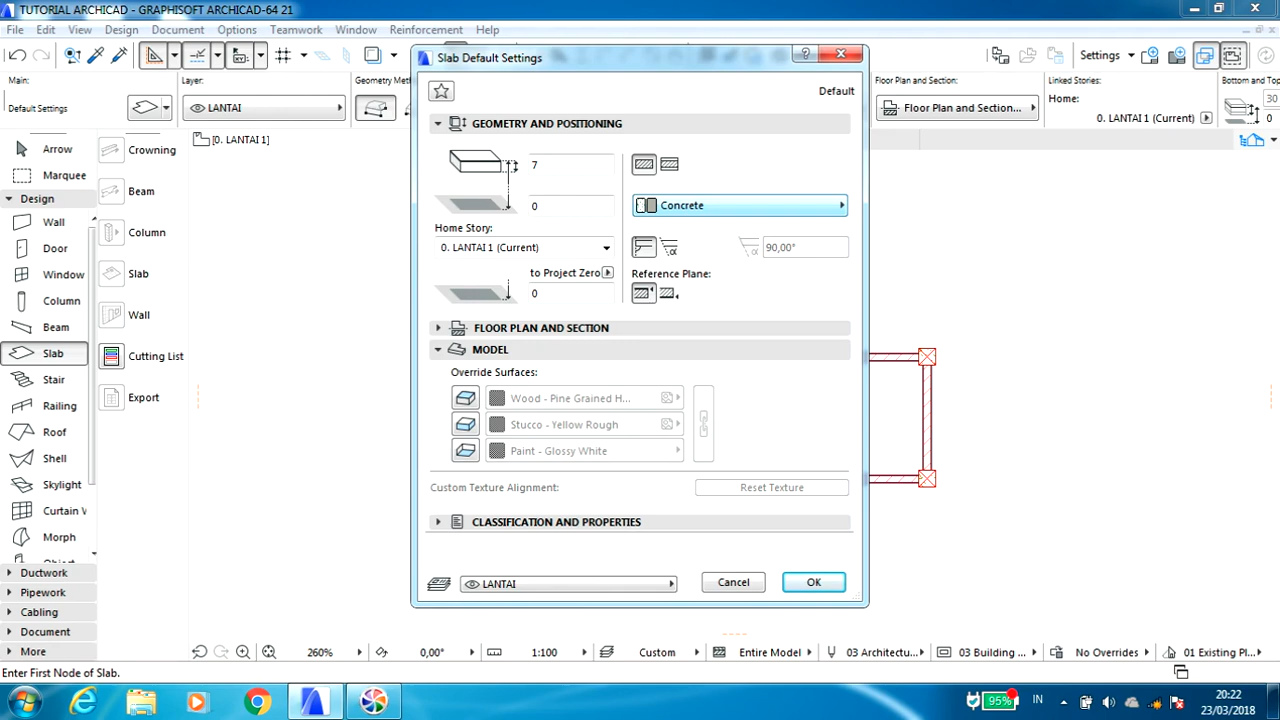 TUTORIAL ARCHICAD - GRAPHISOFT ARCHICAD-64 21
File Edit View Design Document Options Teamwork Window Reinforcement Help
Settings
Main:
Default Settings
Layer:
LANTAI
Geometry Meth
Floor Plan and Section:
Floor Plan and Section...
Linked Stories:
Home:
0. LANTAI 1 (Current)
Bottom and Top
30
0
[0. LANTAI 1]
Arrow
Marquee
Design
Wall
Door
Window
Column
Beam
Slab
Stair
Railing
Roof
Shell
Skylight
Curtain W
Morph
Ductwork
Pipework
Cabling
Document
More
Crowning
Beam
Column
Slab
Wall
Cutting List
Export
Slab Default Settings
?
Default
GEOMETRY AND POSITIONING
7
0
Home Story:
0. LANTAI 1 (Current)
to Project Zero
0
Concrete
90,00°
Reference Plane:
FLOOR PLAN AND SECTION
MODEL
Override Surfaces:
Wood - Pine Grained H...
Stucco - Yellow Rough
Paint - Glossy White
Custom Texture Alignment:
Reset Texture
CLASSIFICATION AND PROPERTIES
LANTAI
Cancel
OK
260%
0,00°
1:100
Custom
Entire Model
03 Architectu...
03 Building ...
No Overrides
01 Existing Pl...
Enter First Node of Slab.
95%
IN
20:22
23/03/2018